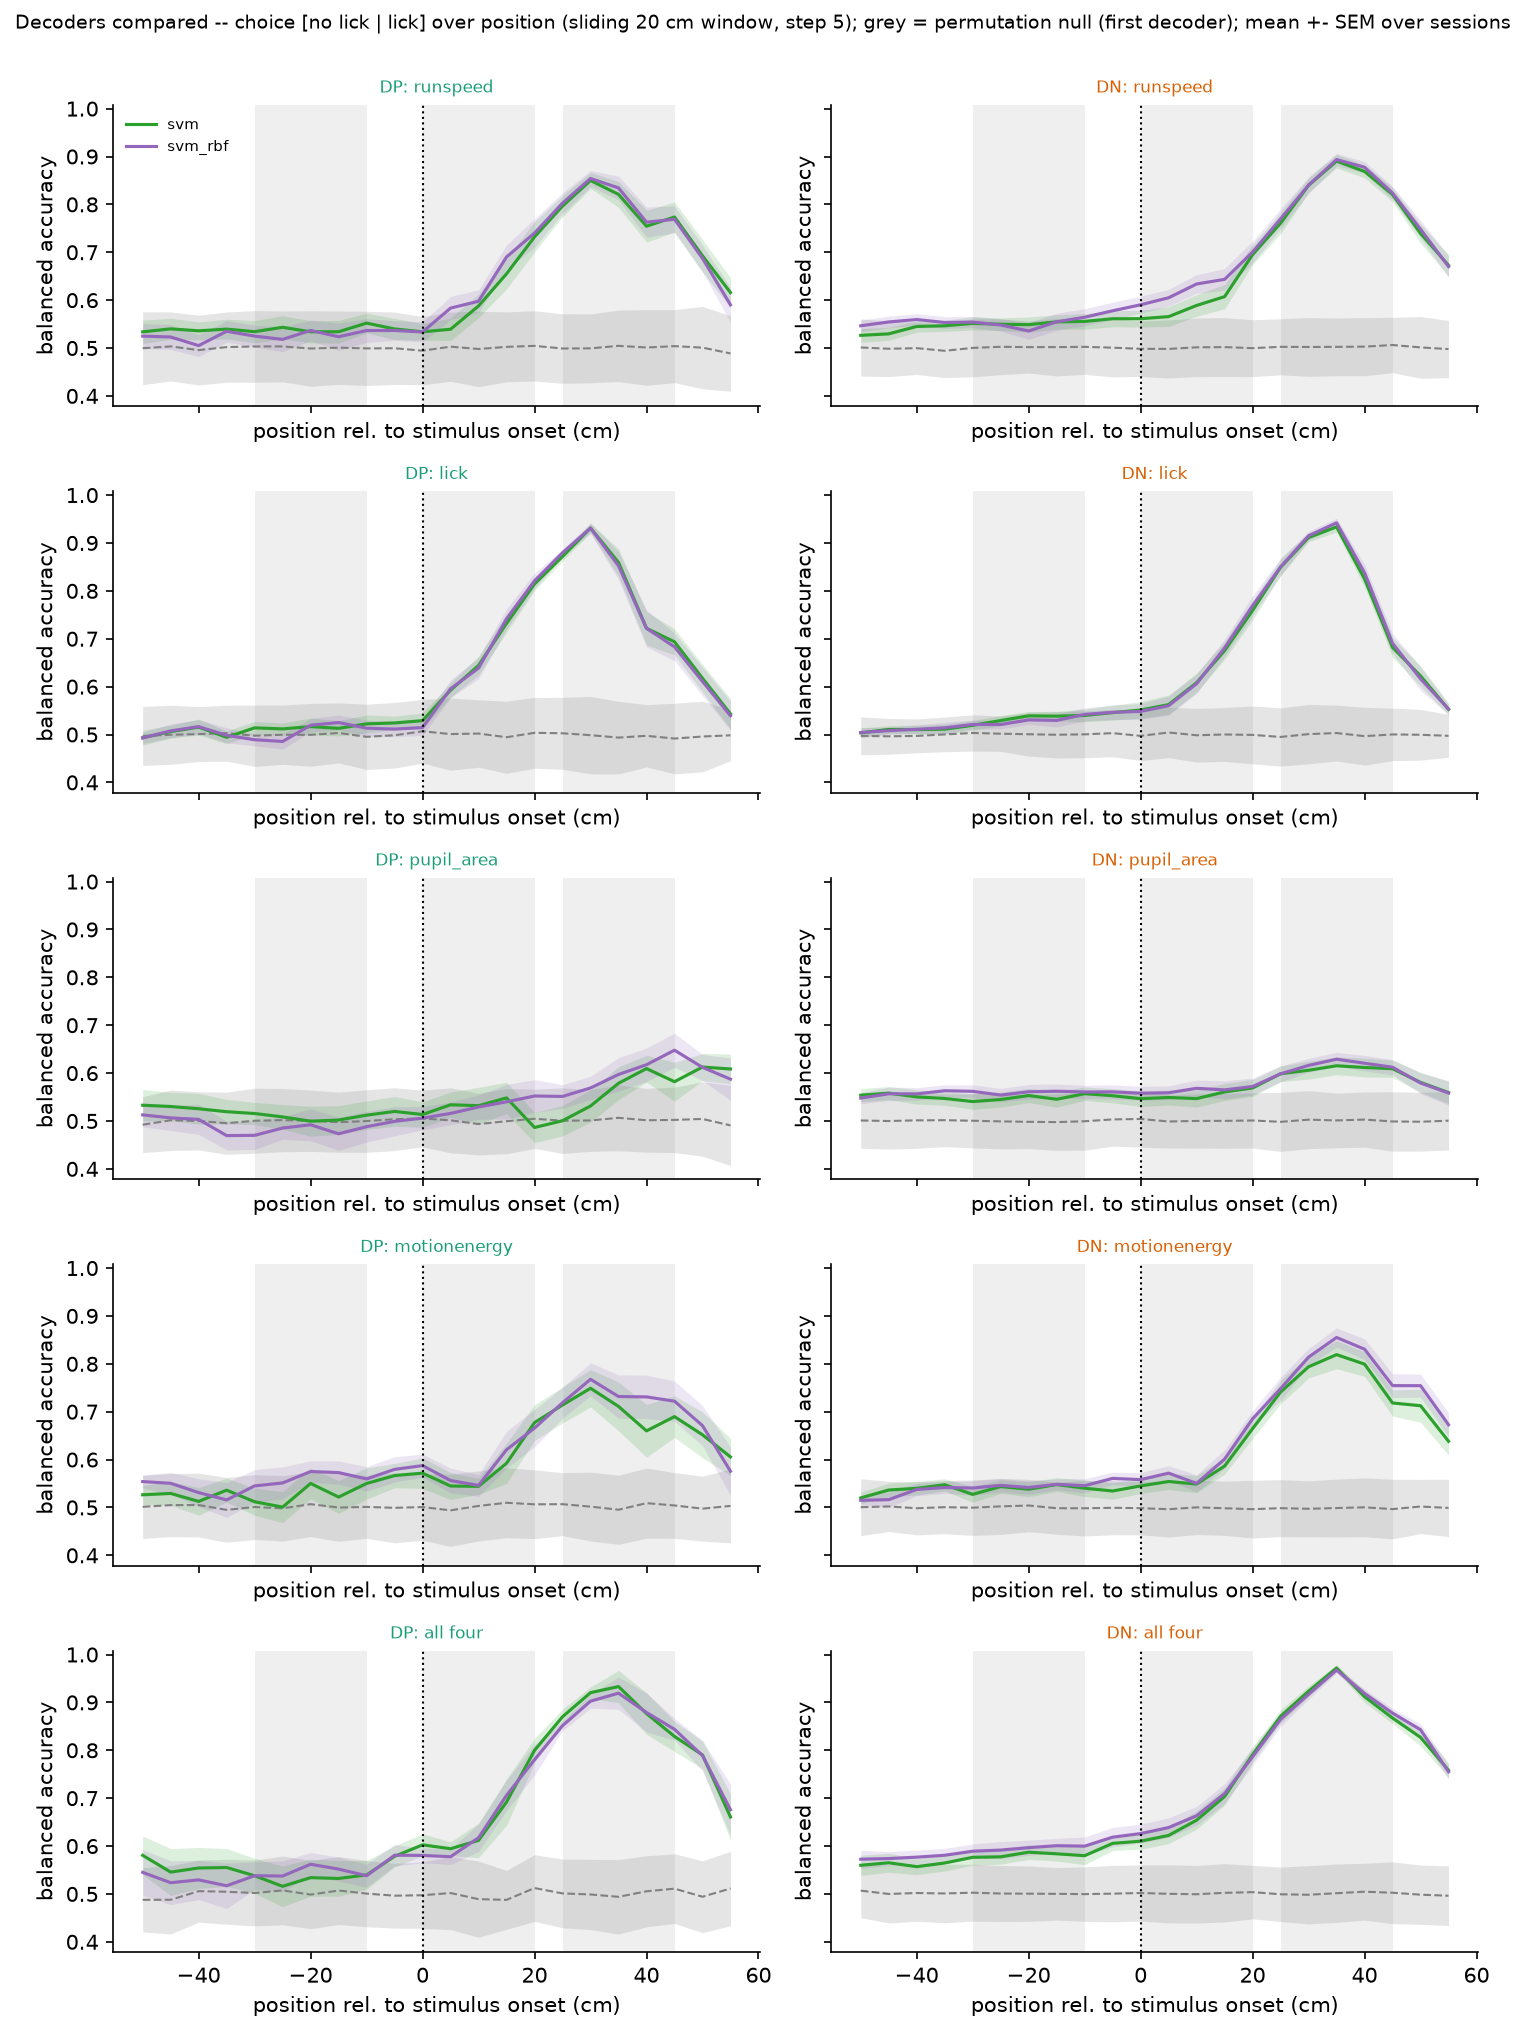 Decoders compared -- choice [no lick | lick] over position (sliding 20 cm window, step 5); grey = permutation null (first decoder); mean +- SEM over sessions
DP: runspeed
DN: runspeed
svm
svm_rbf
1.0
0.9
0.8
0.7
0.6
0.5
0.4
balanced accuracy
balanced accuracy
position rel. to stimulus onset (cm)
position rel. to stimulus onset (cm)
DP: lick
DN: lick
1.0
0.9
0.8
0.7
0.6
0.5
0.4
balanced accuracy
balanced accuracy
position rel. to stimulus onset (cm)
position rel. to stimulus onset (cm)
DP: pupil_area
DN: pupil_area
1.0
0.9
0.8
0.7
0.6
0.5
0.4
balanced accuracy
balanced accuracy
position rel. to stimulus onset (cm)
position rel. to stimulus onset (cm)
DP: motionenergy
DN: motionenergy
1.0
0.9
0.8
0.7
0.6
0.5
0.4
balanced accuracy
balanced accuracy
position rel. to stimulus onset (cm)
position rel. to stimulus onset (cm)
DP: all four
DN: all four
1.0
0.9
0.8
0.7
0.6
0.5
0.4
balanced accuracy
balanced accuracy
−40 −20 0 20 40 60
−40 −20 0 20 40 60
position rel. to stimulus onset (cm)
position rel. to stimulus onset (cm)